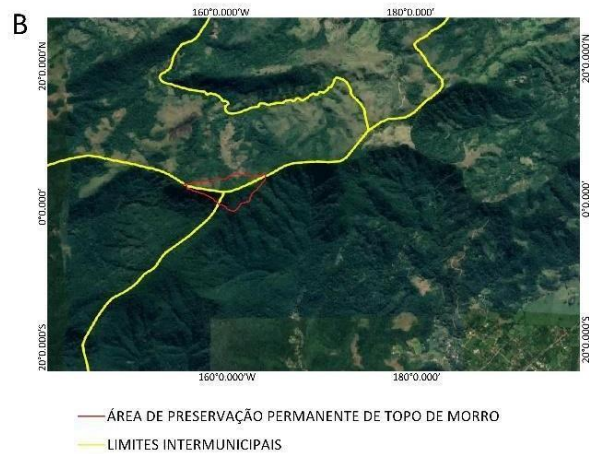 B
160°0.000'W 180°0.000'
20°0.000'N 20°0.000'N
0°0.000' 0°0.000'
20°0.000'S 20°0.000'S
160°0.000'W 180°0.000'
ÁREA DE PRESERVAÇÃO PERMANENTE DE TOPO DE MORRO
LIMITES INTERMUNICIPAIS